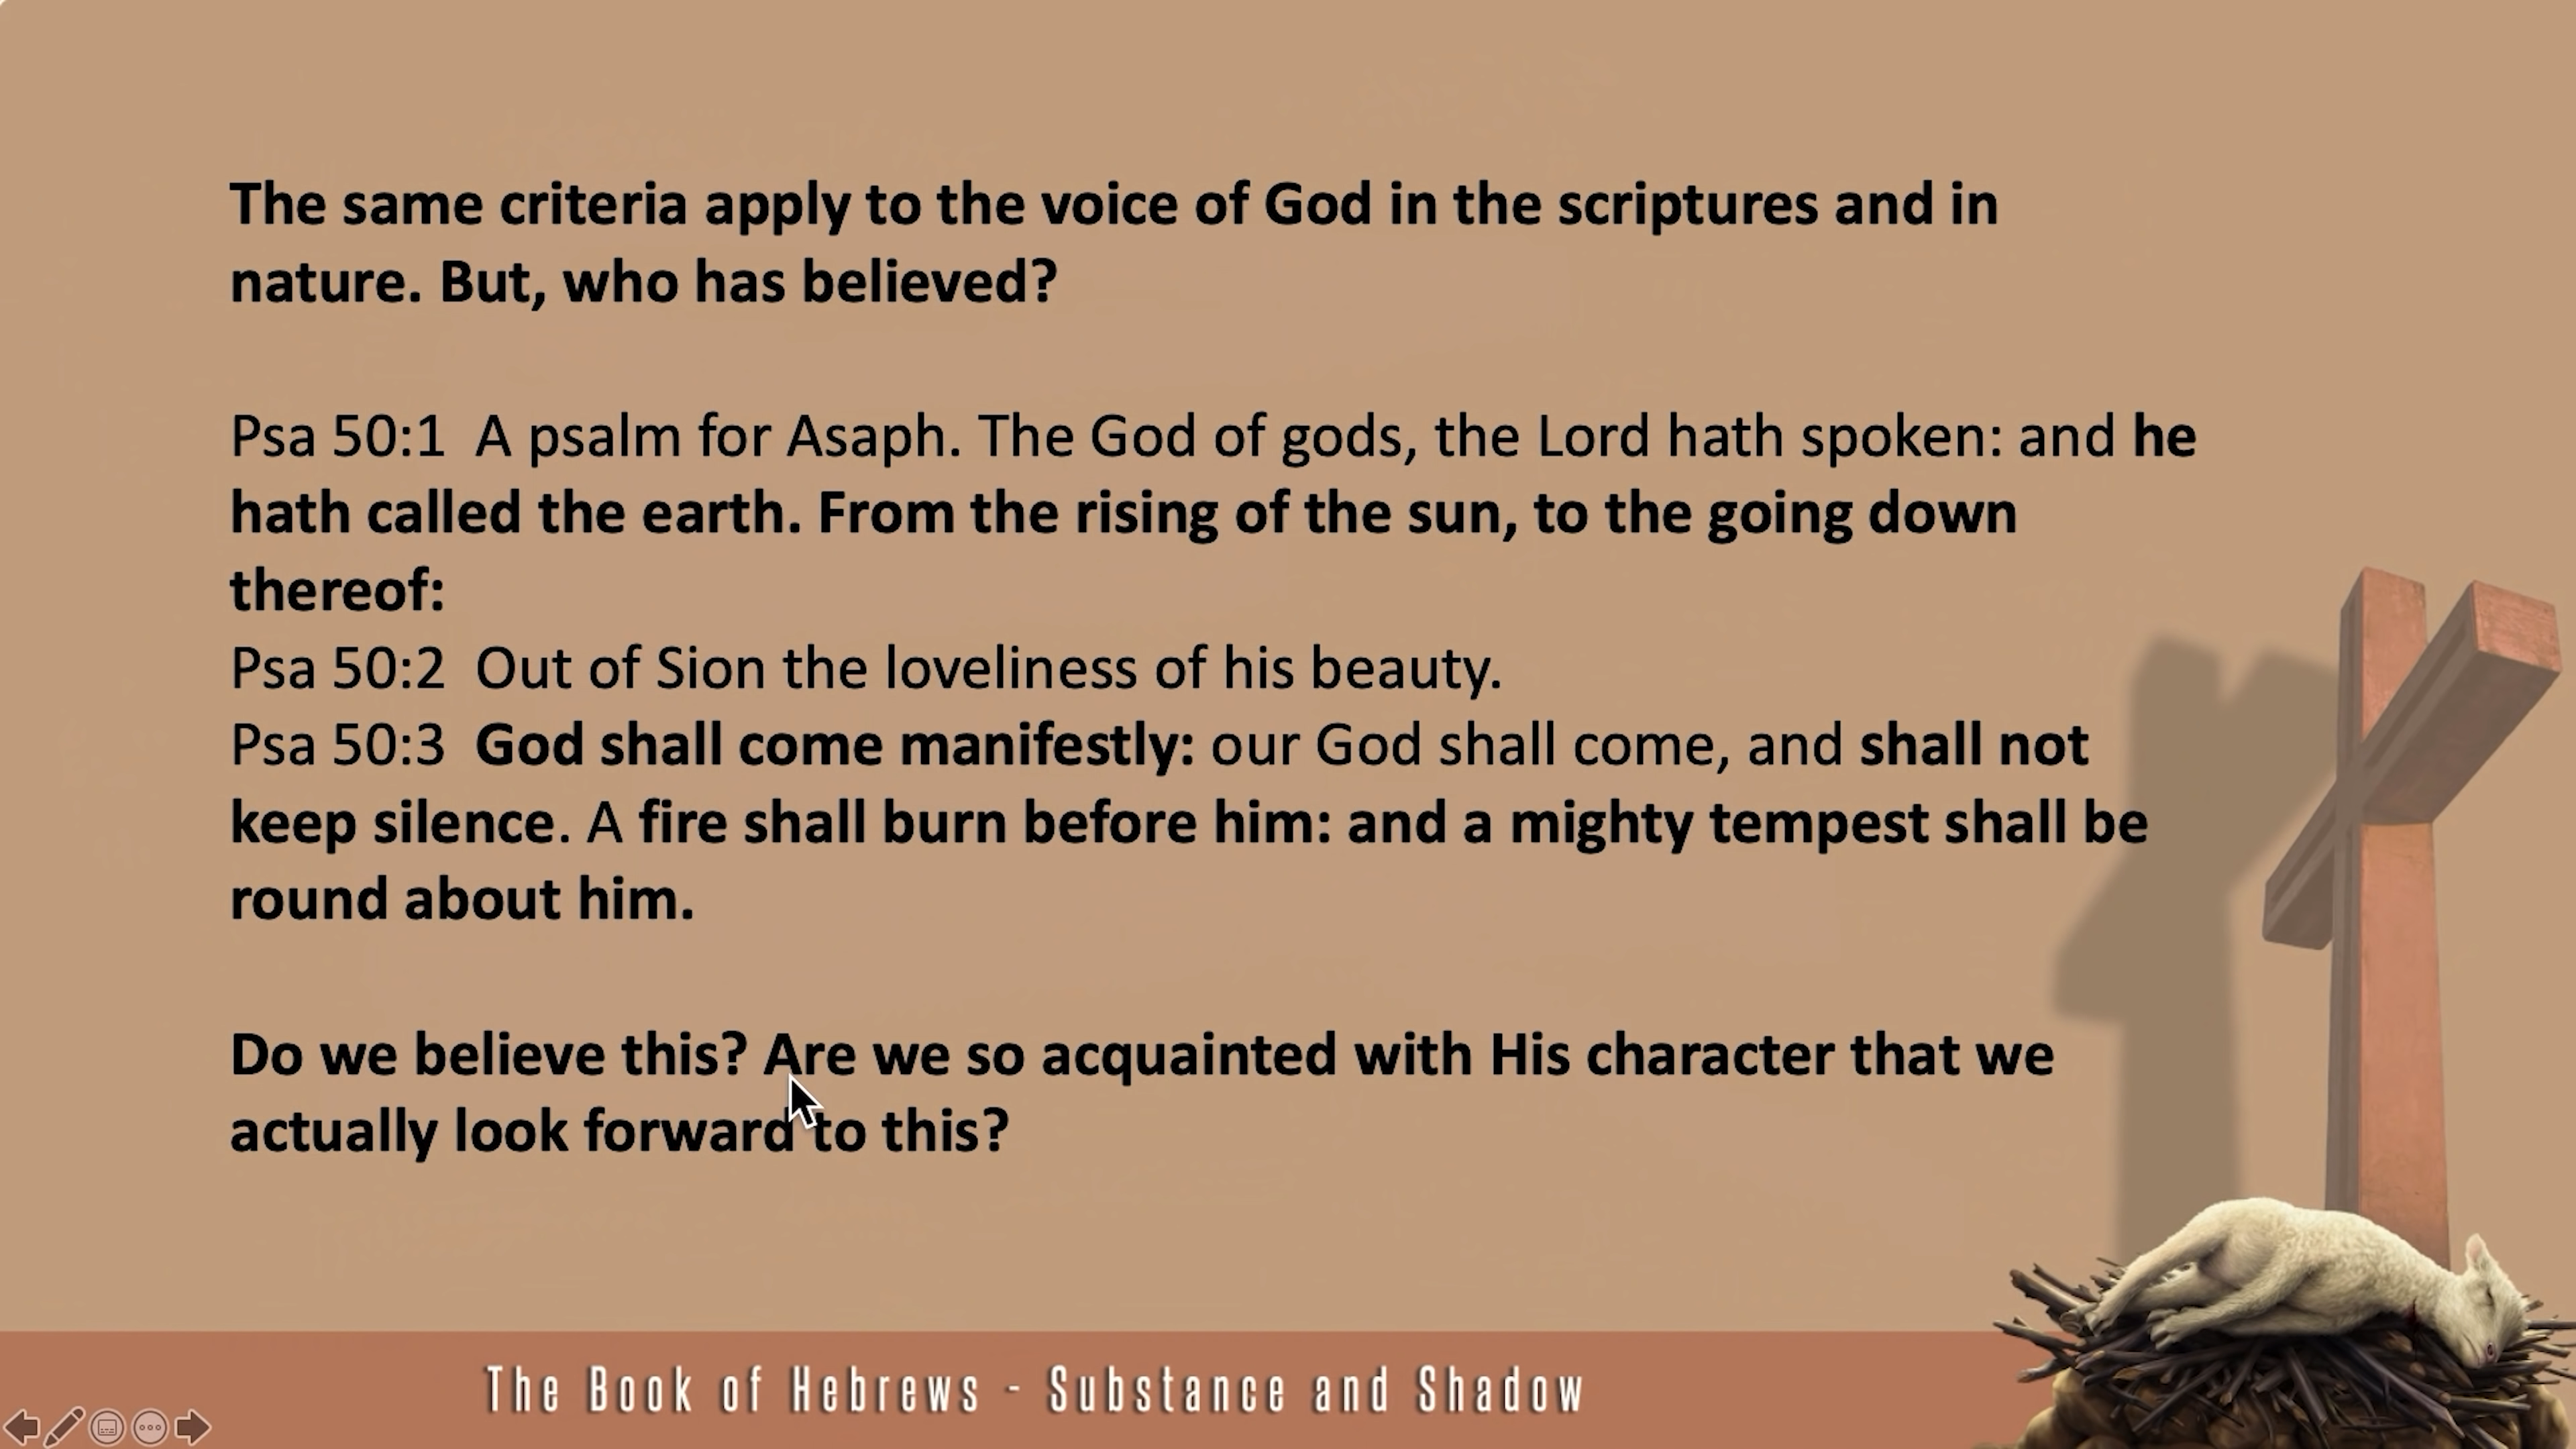 The same criteria apply to the voice of God in the scriptures and in
nature. But, who has believed?
Psa 50:1  A psalm for Asaph. The God of gods, the Lord hath spoken: and he
hath called the earth. From the rising of the sun, to the going down
thereof:
Psa 50:2  Out of Sion the loveliness of his beauty.
Psa 50:3  God shall come manifestly: our God shall come, and shall not
keep silence. A fire shall burn before him: and a mighty tempest shall be
round about him.
Do we believe this? Are we so acquainted with His character that we
actually look forward to this?
The Book of Hebrews - Substance and Shadow